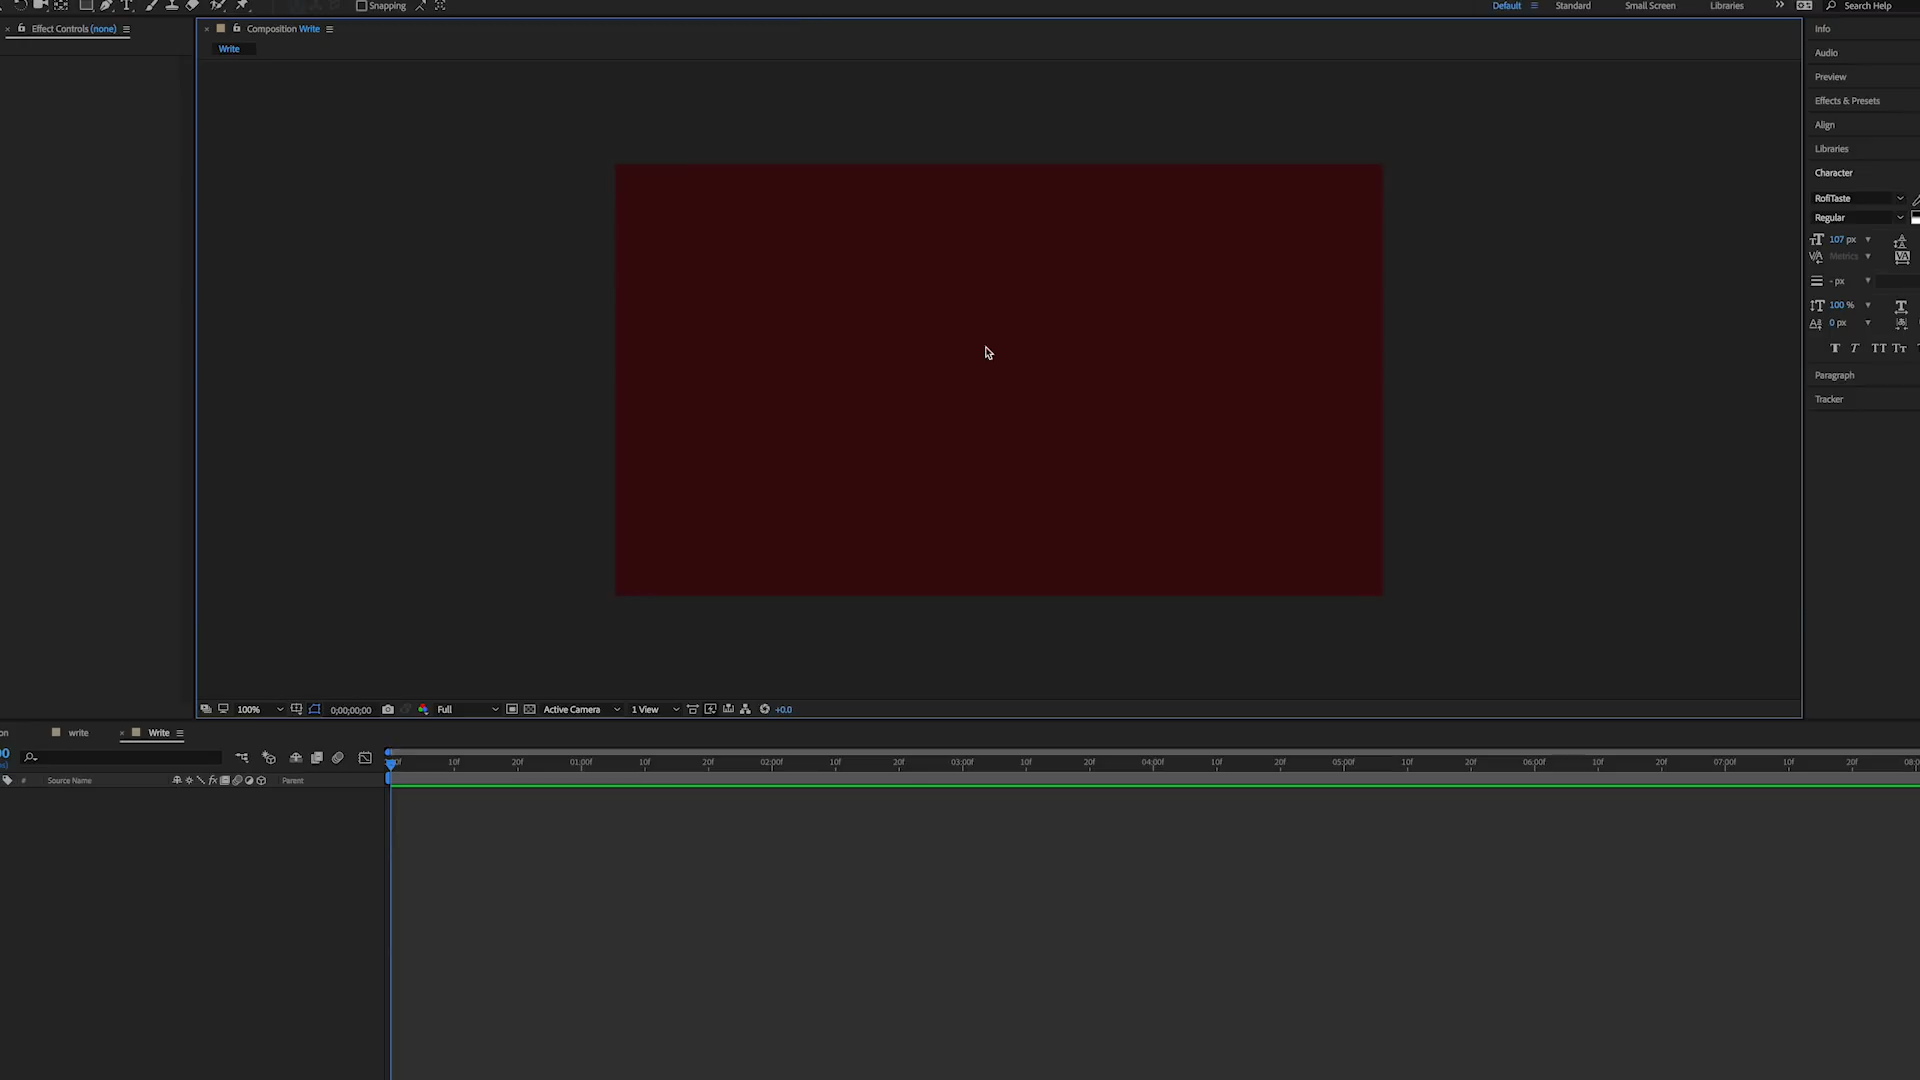 Snapping
Default
Standard
Small Screen
Libraries
Search Help
Effect Controls (none)
Composition Write
Write
Info
Audio
Preview
Effects & Presets
Align
Libraries
Character
RofiTaste
Regular
107 px
Metrics
- px
100 %
0 px
T T TT Tт
Paragraph
Tracker
100%
0;00;00;00
Full
Active Camera
1 View
+0.0
write
Write
# Source Name
Parent
10f 20f 01:00f 10f 20f 02:00f 10f 20f 03:00f 10f 20f 04:00f 10f 20f 05:00f 10f 20f 06:00f 10f 20f 07:00f 10f 20f